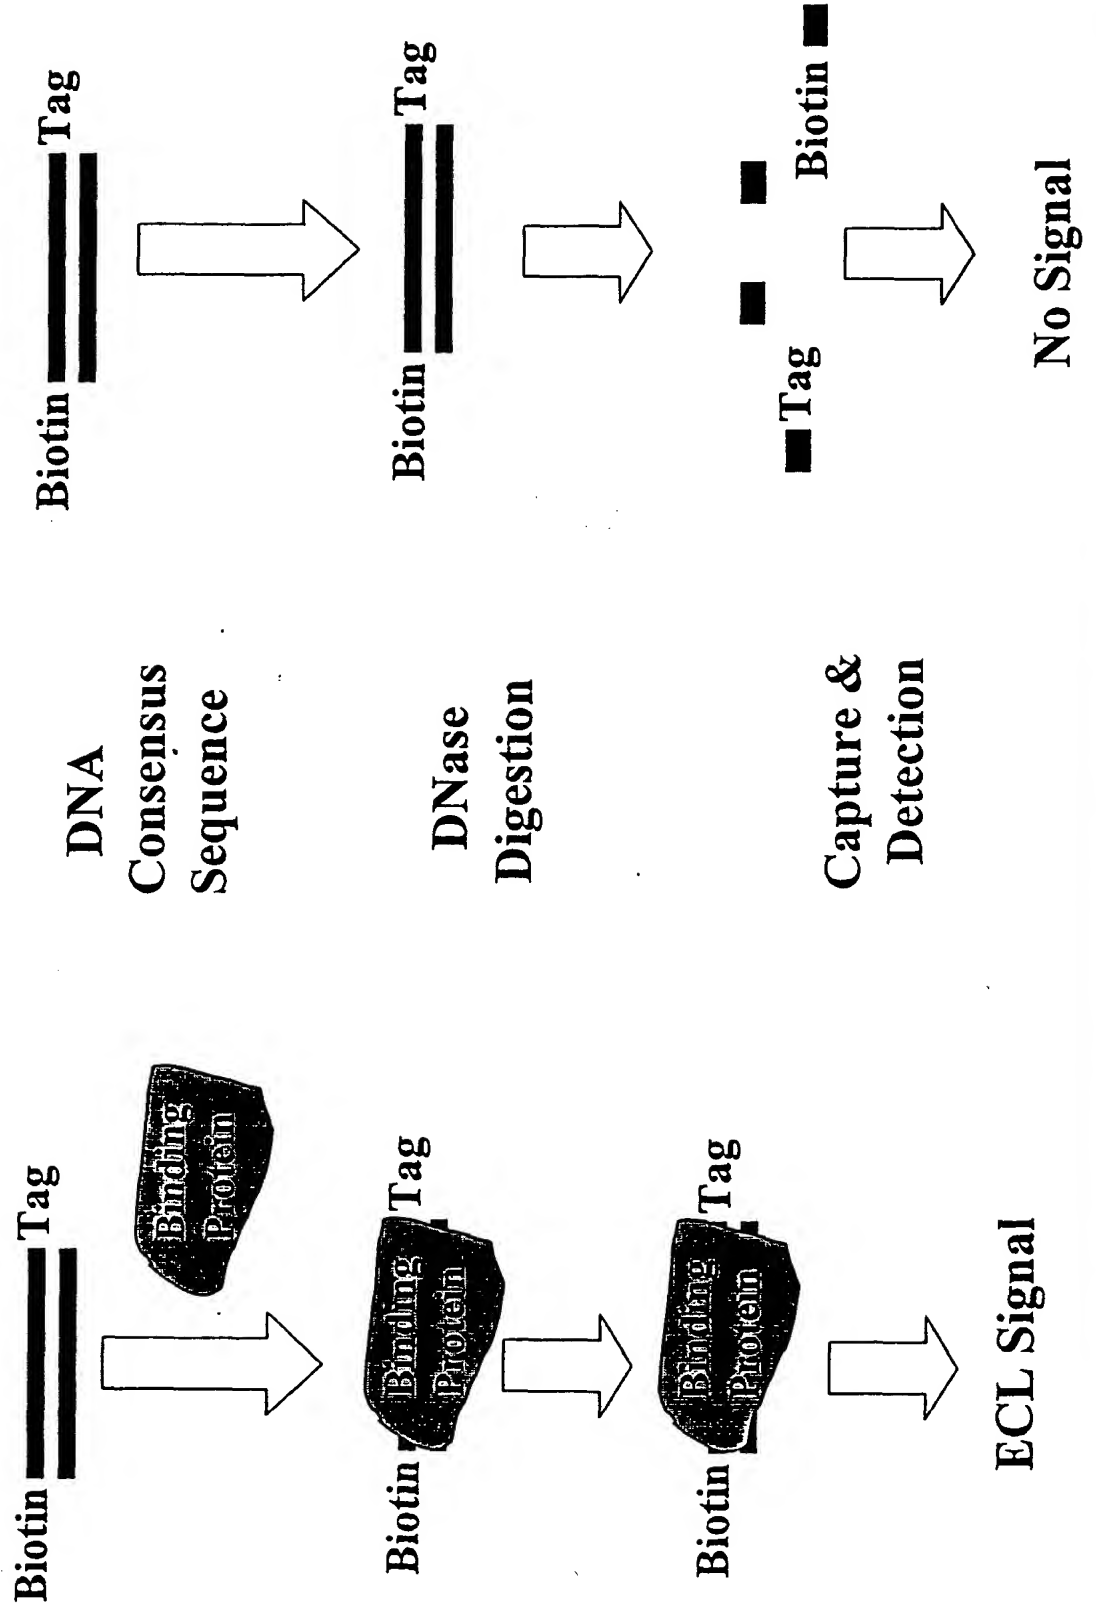 Biotin Tag
Binding
Protein
DNA
Consensus
Sequence
Biotin Tag
Biotin Tag
Binding
Protein
DNase
Digestion
Biotin Tag
Biotin Tag
Binding
Protein
Capture &
Detection
Tag
Biotin
ECL Signal
No Signal